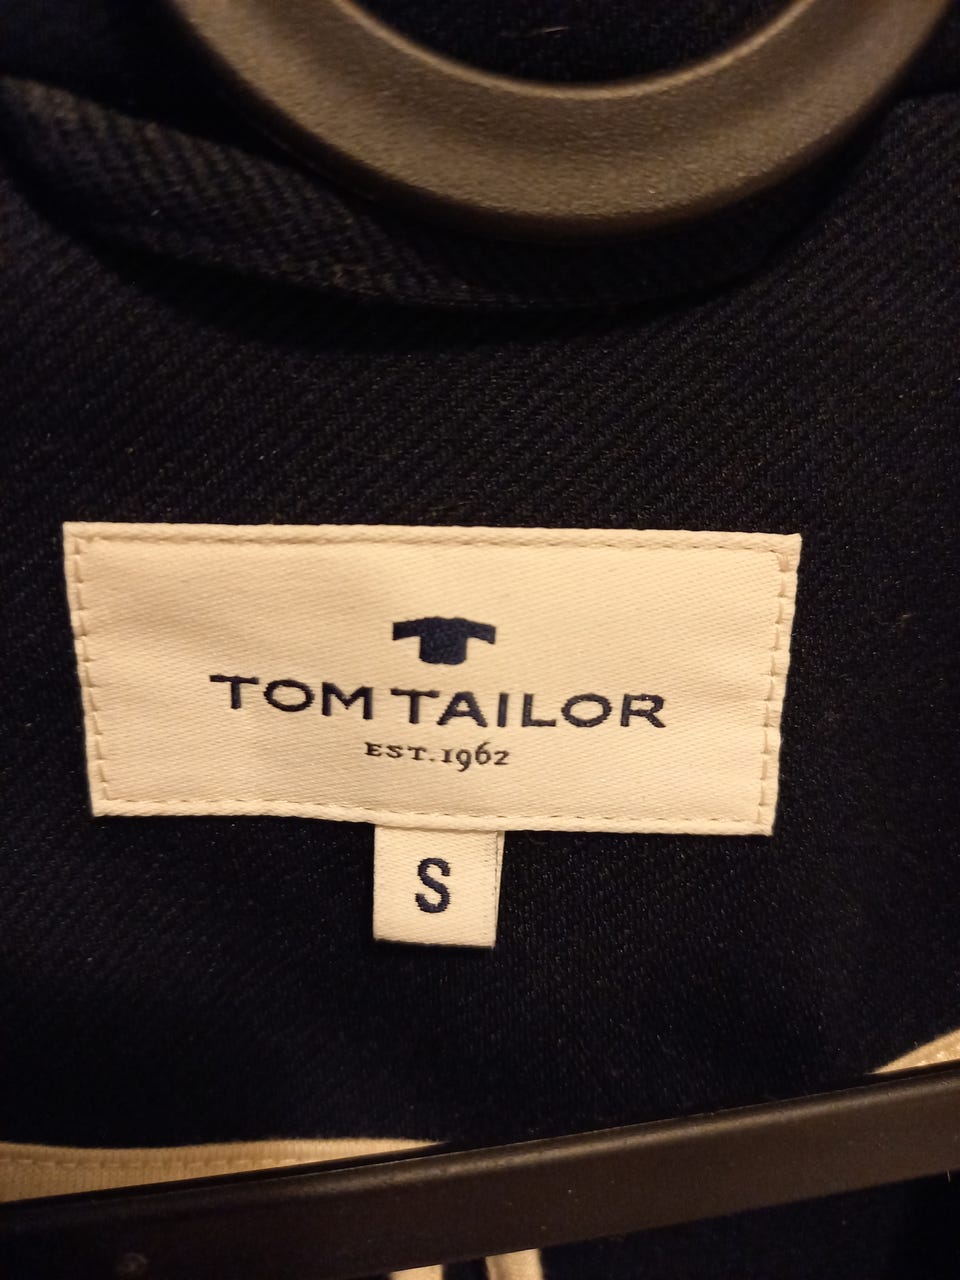 TOM TAILOR
EST. 1962
S